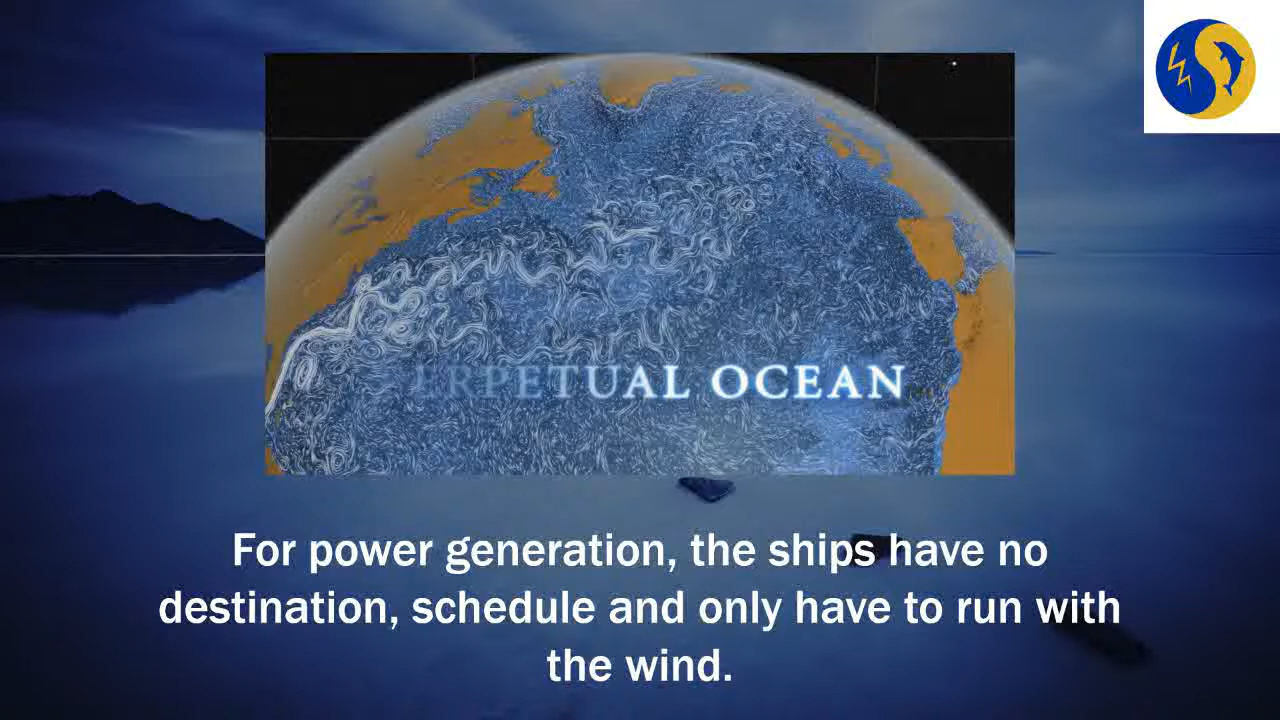 ERPETUAL OCEAN
For power generation, the ships have no
destination, schedule and only have to run with
the wind.